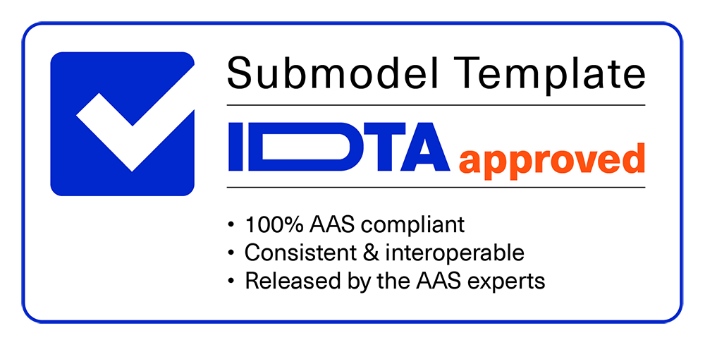 Submodel Template
IDTA approved
• 100% AAS compliant
• Consistent & interoperable
• Released by the AAS experts